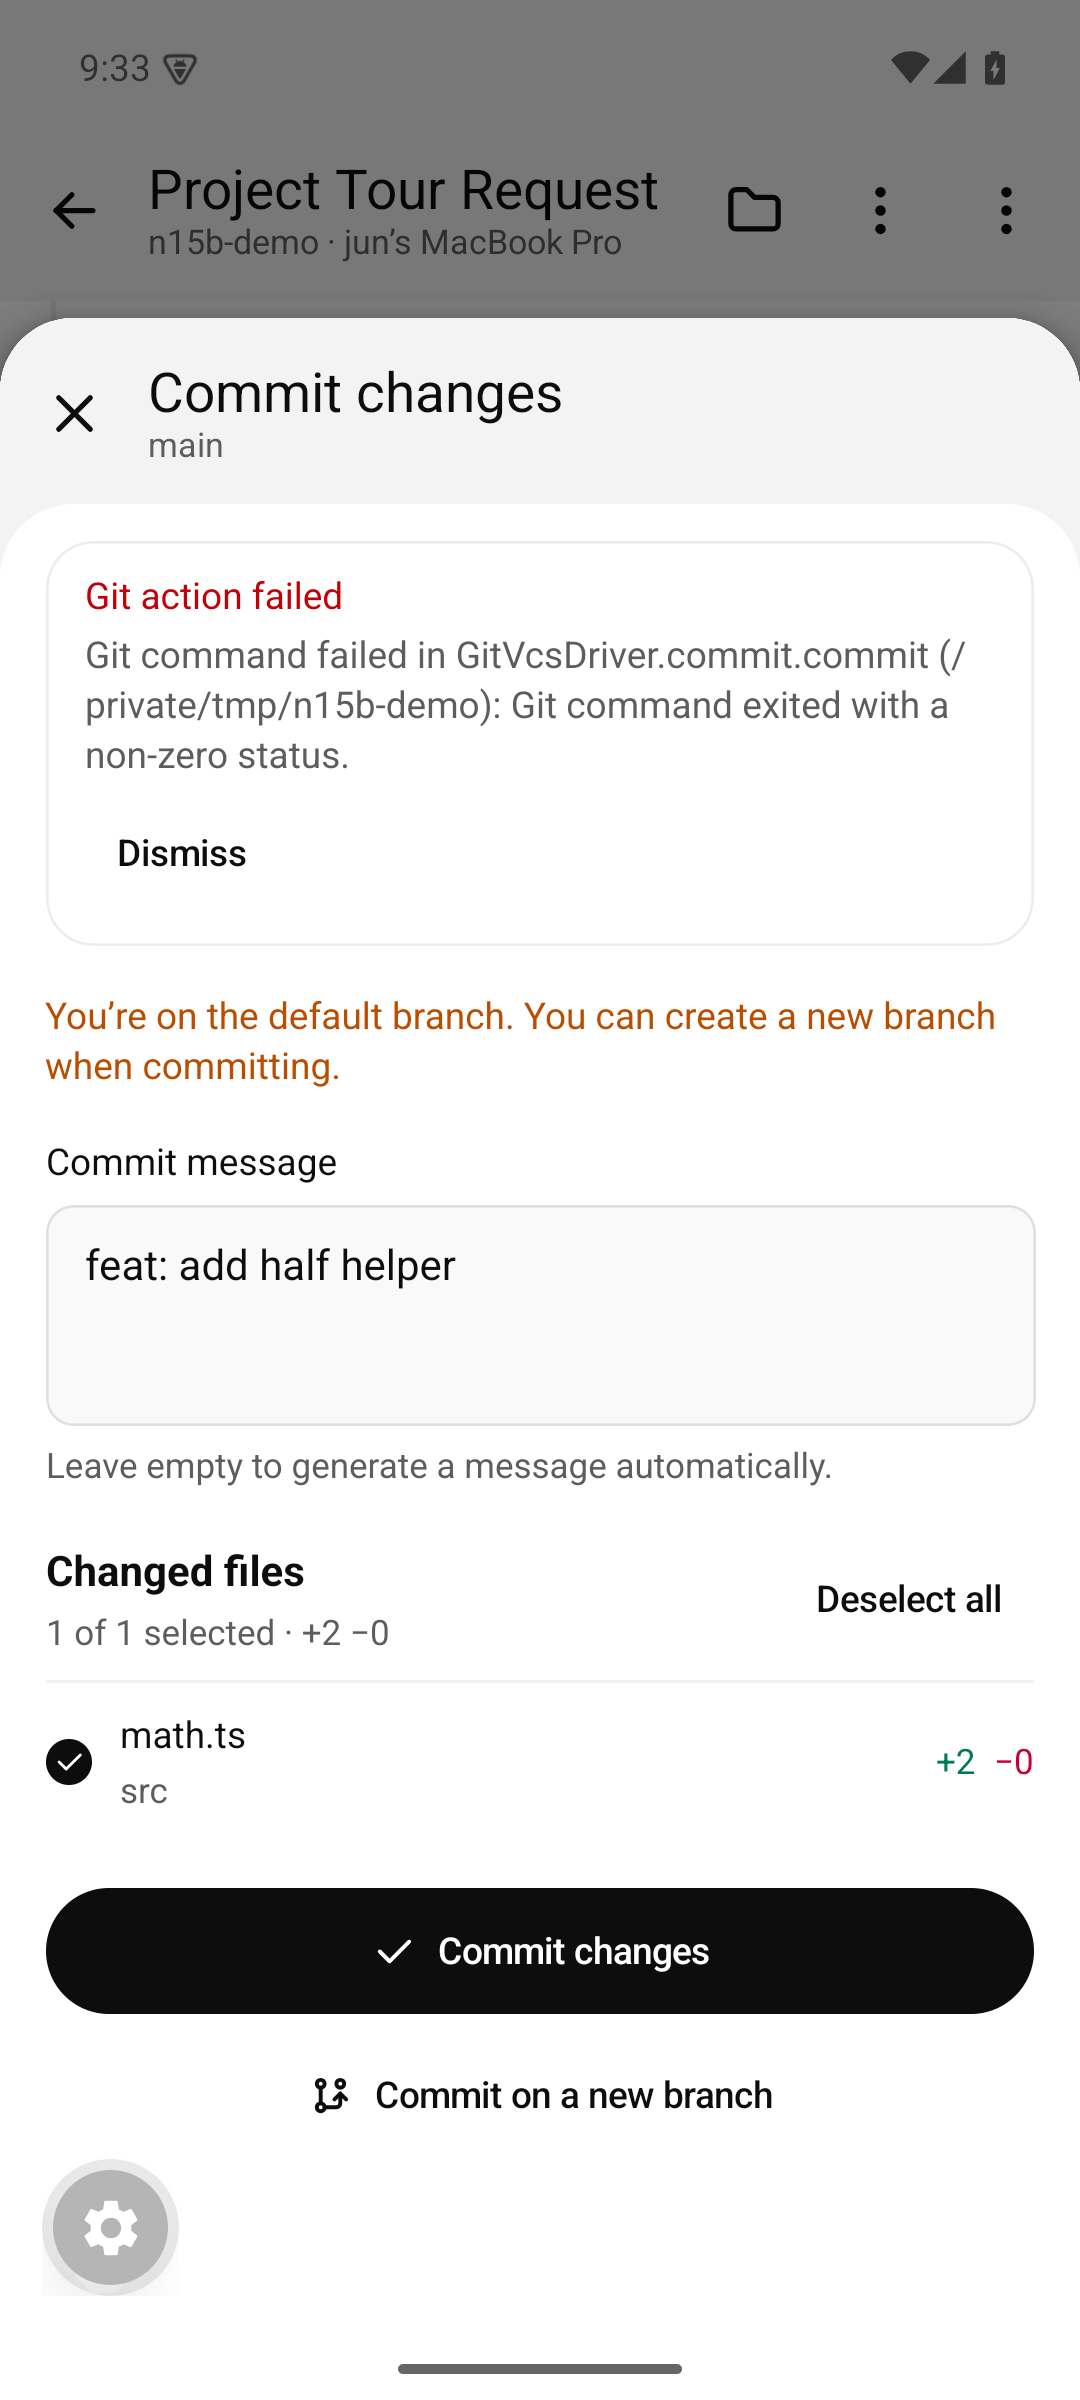 9:33
Project Tour Request
n15b-demo · jun’s MacBook Pro
Commit changes
main
Git action failed
Git command failed in GitVcsDriver.commit.commit (/
private/tmp/n15b-demo): Git command exited with a
non-zero status.
Dismiss
You’re on the default branch. You can create a new branch
when committing.
Commit message
feat: add half helper
Leave empty to generate a message automatically.
Changed files
1 of 1 selected · +2 −0
Deselect all
math.ts
src
+2 −0
Commit changes
Commit on a new branch